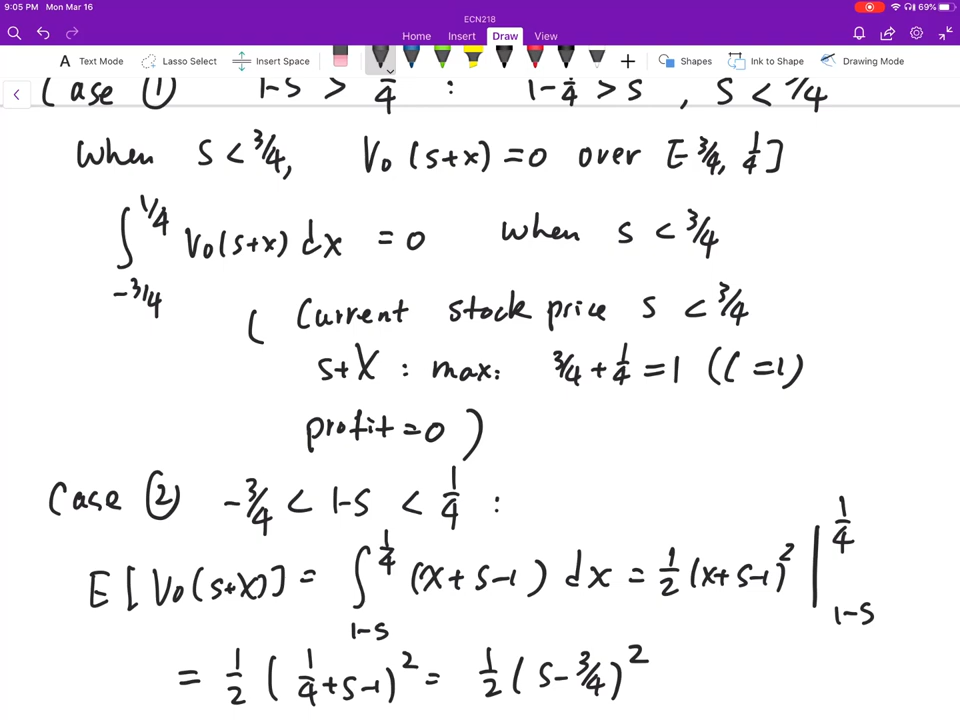 9:05 PM Mon Mar 16 69%
ECN218
Home Insert Draw View
A Text Mode Lasso Select Insert Space + Shapes Ink to Shape Drawing Mode
Case ① 1-S > 1/4 : 1-1/4 > S , S < 3/4
When S < 3/4, V₀(S+x) = 0 over [ 3/4, 1/4 ]
∫_{-3/4}^{1/4} V₀(S+x) dx = 0 when S < 3/4
( Current stock price S < 3/4
S+X : max: 3/4 + 1/4 = 1 (C=1)
profit = 0 )
Case ② -3/4 < 1-S < 1/4 :
E[V₀(S+X)] = ∫_{1-S}^{1/4} (x+S-1) dx = 1/2 (x+S-1)² |_{1-S}^{1/4}
= 1/2 ( 1/4 + S-1 )² = 1/2 ( S-3/4 )²